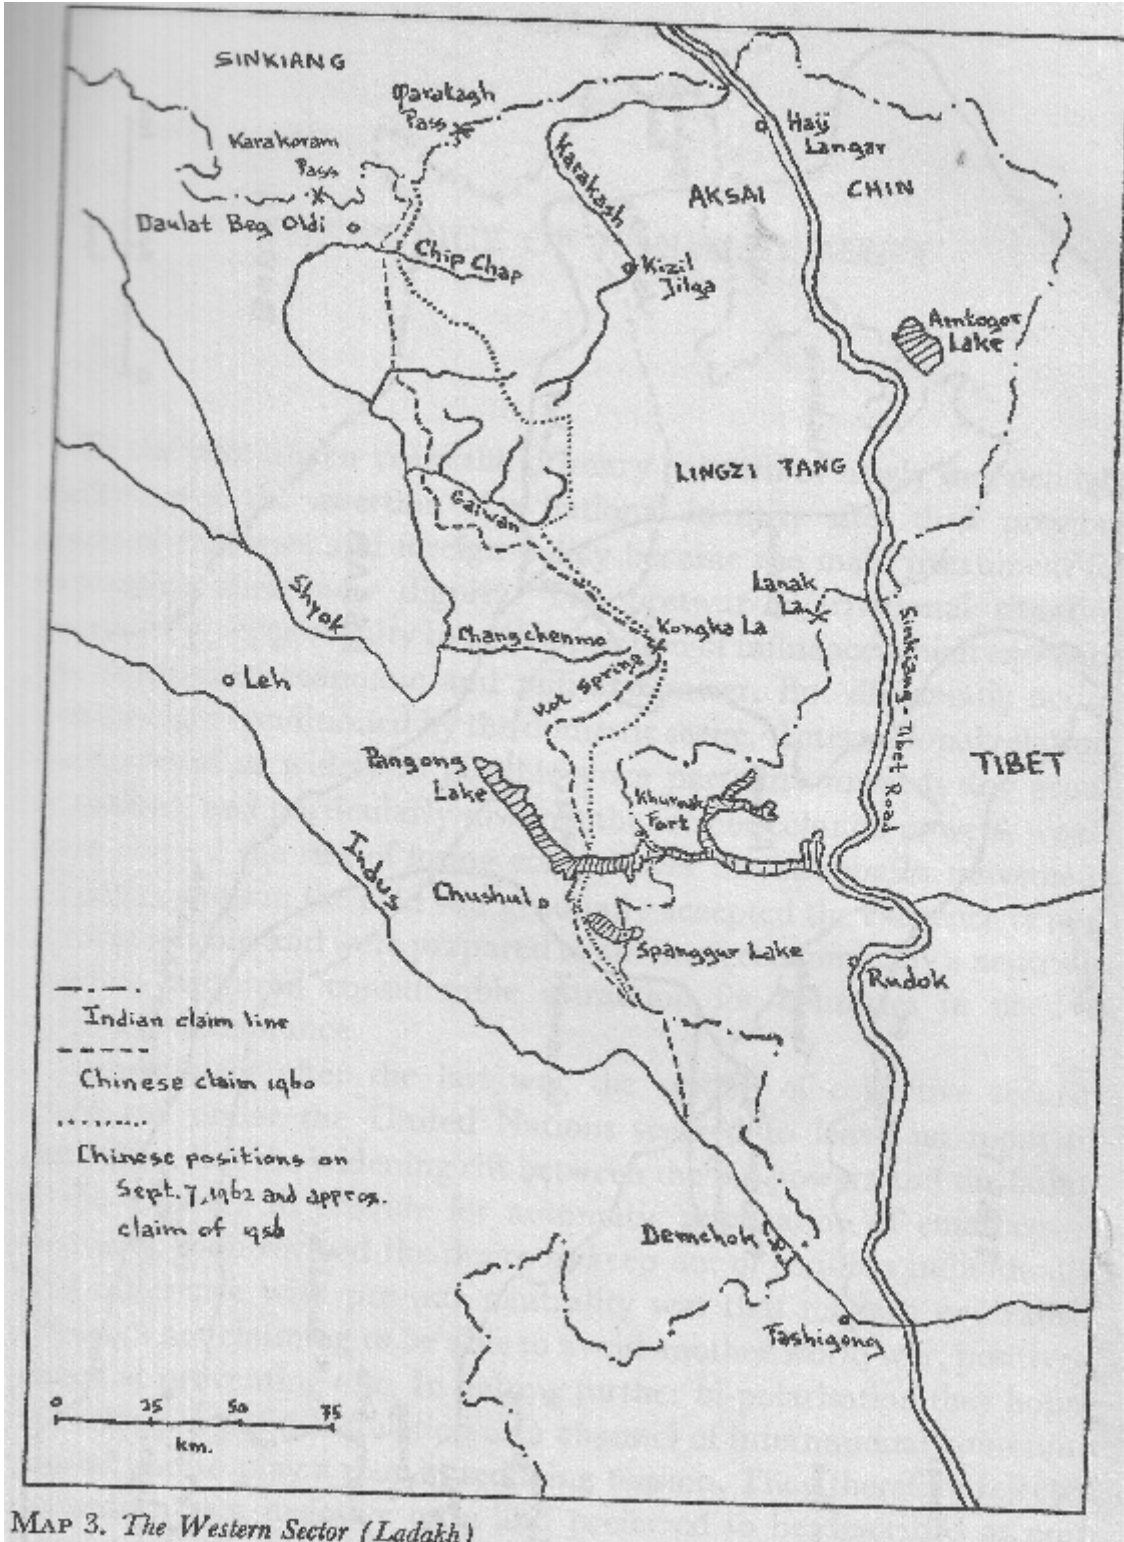 SINKIANG
Qarakagh
Pass
Karakoram
Pass
Daulat Beg Oldi
Chip Chap
Karakash
Kizil
Jilga
Haji
Langar
AKSAI CHIN
Amtogor
Lake
LINGZI TANG
Galwan
Lanak
La
Shyok
Changchenmo
Kongka La
Hot Spring
Leh
Pangong
Lake
Khurnak
Fort
Sinkiang - Tibet Road
TIBET
Indus
Chushul
Spanggur Lake
Rudok
Indian claim line
Chinese claim 1960
Chinese positions on
Sept. 7, 1962 and approx.
claim of 1956
Demchok
Tashigong
0 25 50 75
km.
MAP 3. The Western Sector (Ladakh)